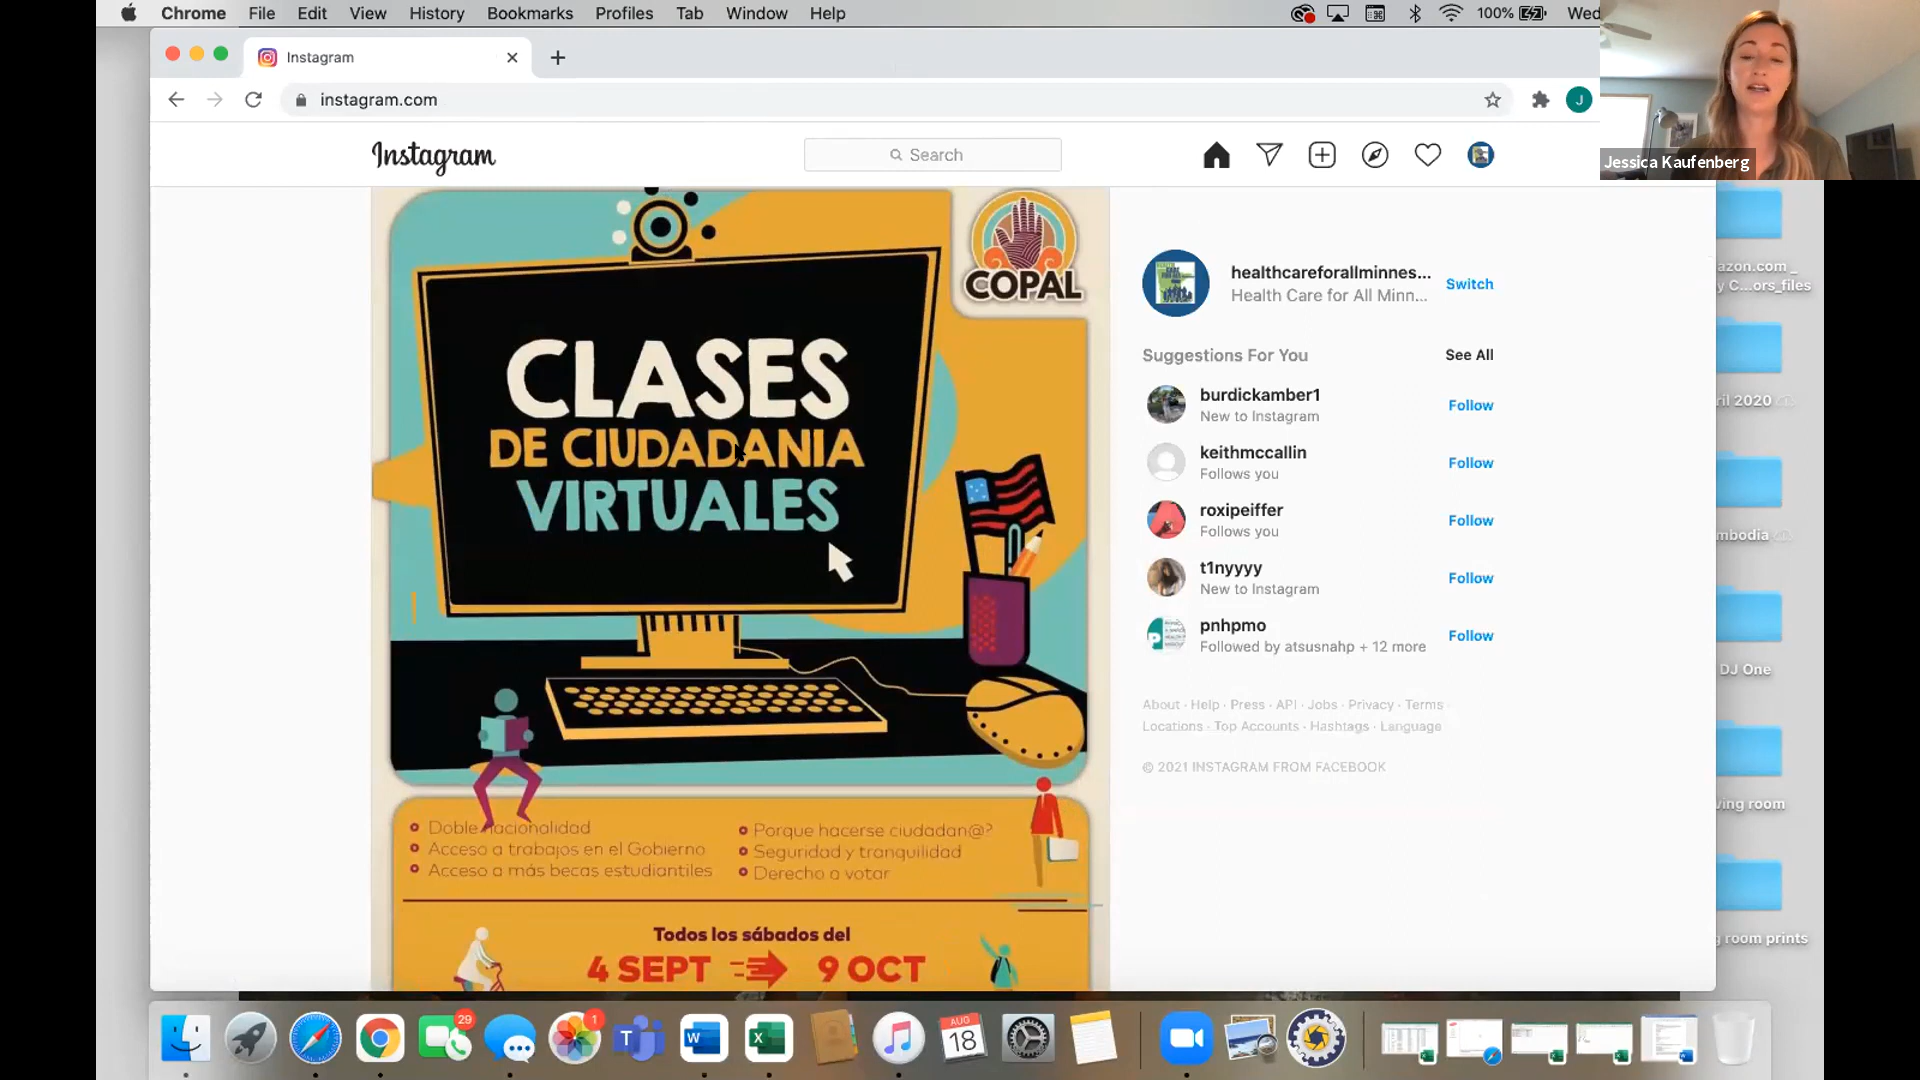 Chrome File Edit View History Bookmarks Profiles Tab Window Help
100% Wed
Instagram
instagram.com
J
Jessica Kaufenberg
Instagram
Search
COPAL
CLASES
DE CIUDADANIA
VIRTUALES
Doble nacionalidad
Acceso a trabajos en el Gobierno
Acceso a más becas estudiantiles
Porque hacerse ciudadan@?
Seguridad y tranquilidad
Derecho a votar
Todos los sábados del
4 SEPT 9 OCT
healthcareforallminnes...
Health Care for All Minn...
Switch
Suggestions For You
See All
burdickamber1
New to Instagram
Follow
keithmccallin
Follows you
Follow
roxipeiffer
Follows you
Follow
t1nyyyy
New to Instagram
Follow
pnhpmo
Followed by atsusnahp + 12 more
Follow
About · Help · Press · API · Jobs · Privacy · Terms ·
Locations · Top Accounts · Hashtags · Language
© 2021 INSTAGRAM FROM FACEBOOK
azon.com _
y C...ors_files
ril 2020
mbodia
DJ One
ving room
g room prints
29
1
AUG
18